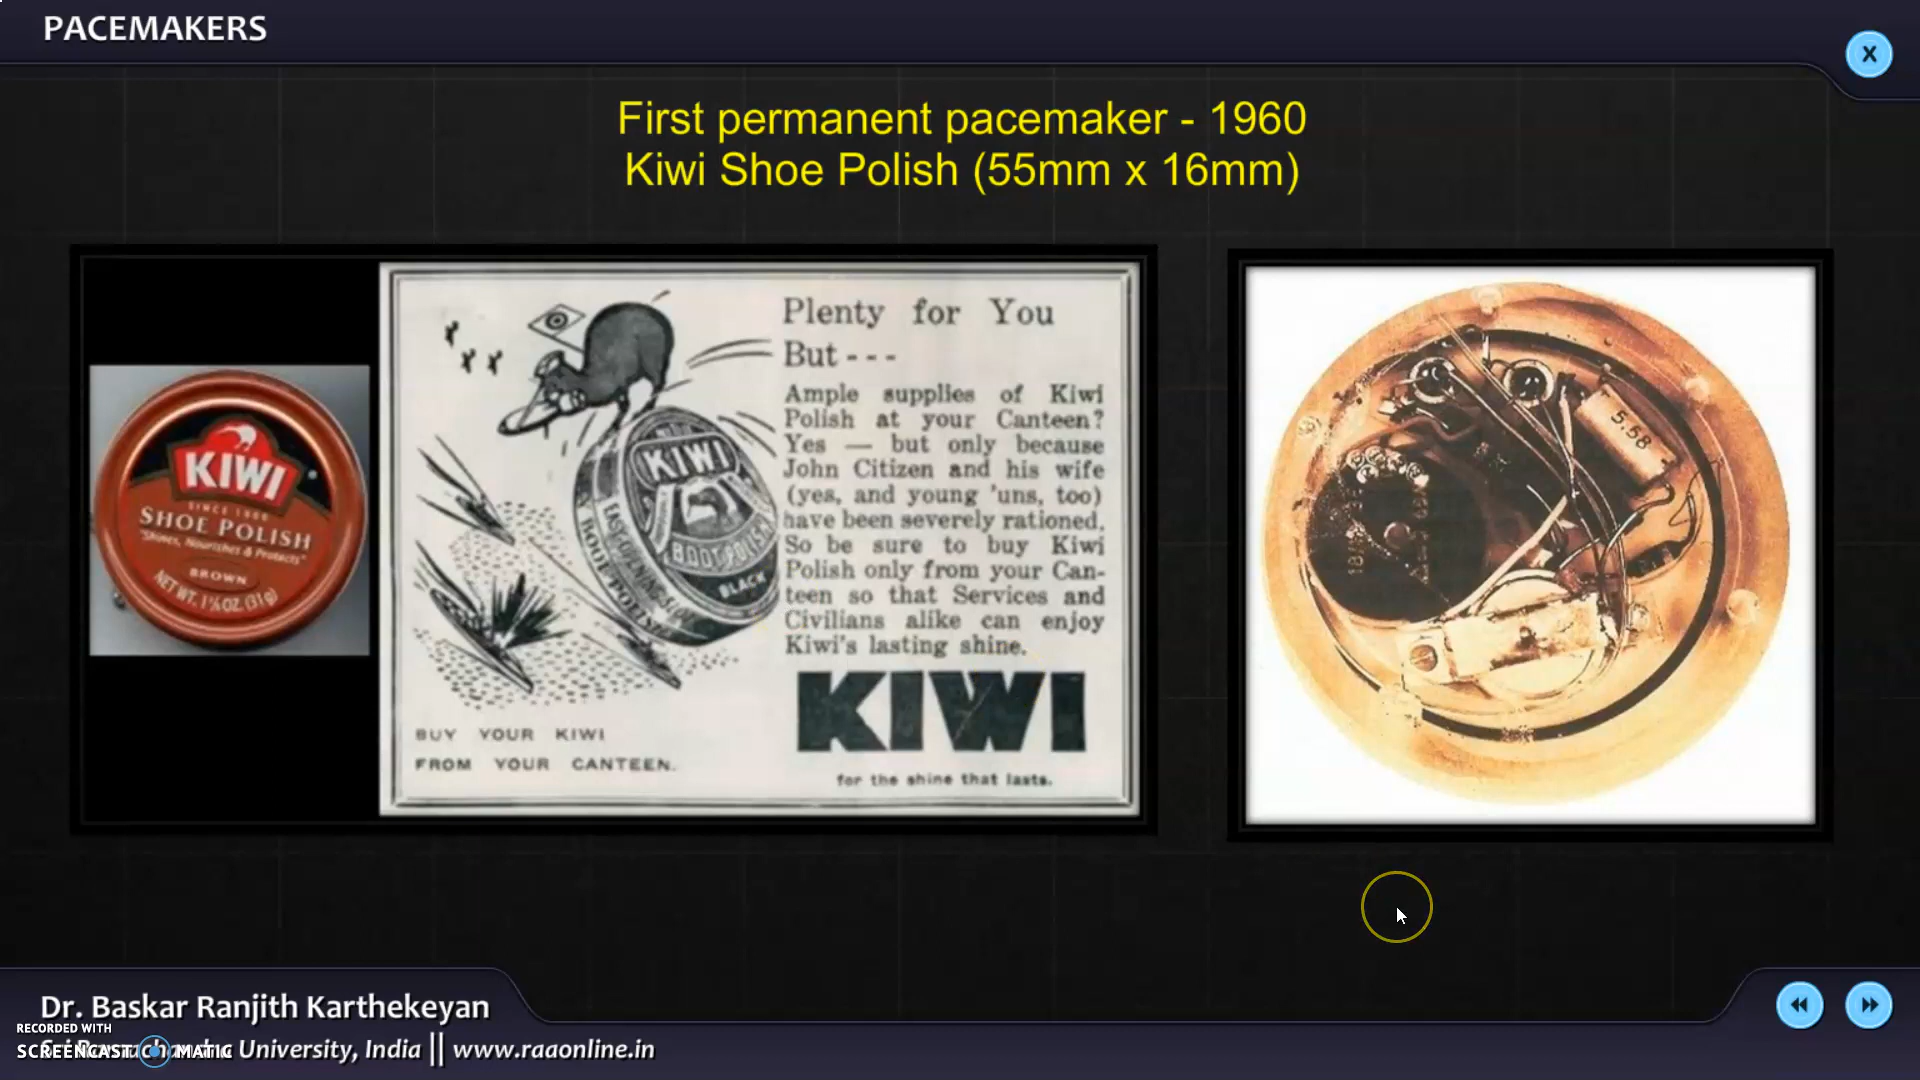 PACEMAKERS
X
First permanent pacemaker - 1960
Kiwi Shoe Polish (55mm x 16mm)
KIWI
SHOE POLISH
"Shines, Nourishes & Protects"
BROWN
KIWI
BOOT POLISH
BLACK
BOOT POLISH
Plenty for You
But - - -
Ample supplies of Kiwi
Polish at your Canteen?
Yes — but only because
John Citizen and his wife
(yes, and young 'uns, too)
have been severely rationed.
So be sure to buy Kiwi
Polish only from your Can-
teen so that Services and
Civilians alike can enjoy
Kiwi's lasting shine.
BUY YOUR KIWI
FROM YOUR CANTEEN.
KIWI
for the shine that lasts.
5.58
Dr. Baskar Ranjith Karthekeyan
RECORDED WITH
SCREENCAST MATIC
University, India || www.raaonline.in